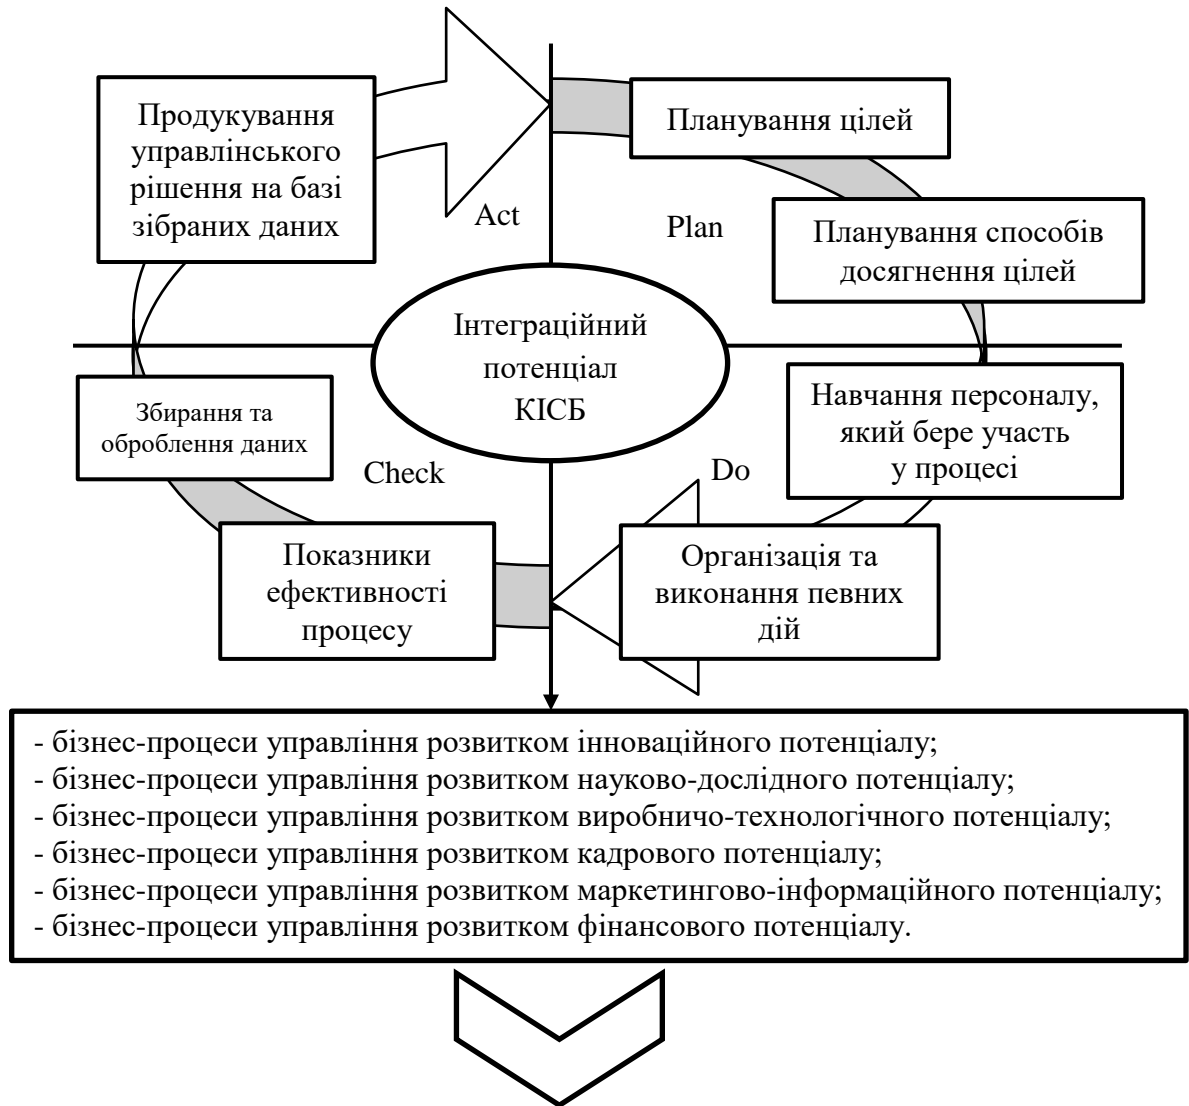 Продукування
управлінського
рішення на базі
зібраних даних
Act
Планування цілей
Plan
Планування способів
досягнення цілей
Інтеграційний
потенціал
КІСБ
Збирання та
оброблення даних
Check
Навчання персоналу,
який бере участь
у процесі
Do
Показники
ефективності
процесу
Організація та
виконання певних
дій
- бізнес-процеси управління розвитком інноваційного потенціалу;
- бізнес-процеси управління розвитком науково-дослідного потенціалу;
- бізнес-процеси управління розвитком виробничо-технологічного потенціалу;
- бізнес-процеси управління розвитком кадрового потенціалу;
- бізнес-процеси управління розвитком маркетингово-інформаційного потенціалу;
- бізнес-процеси управління розвитком фінансового потенціалу.